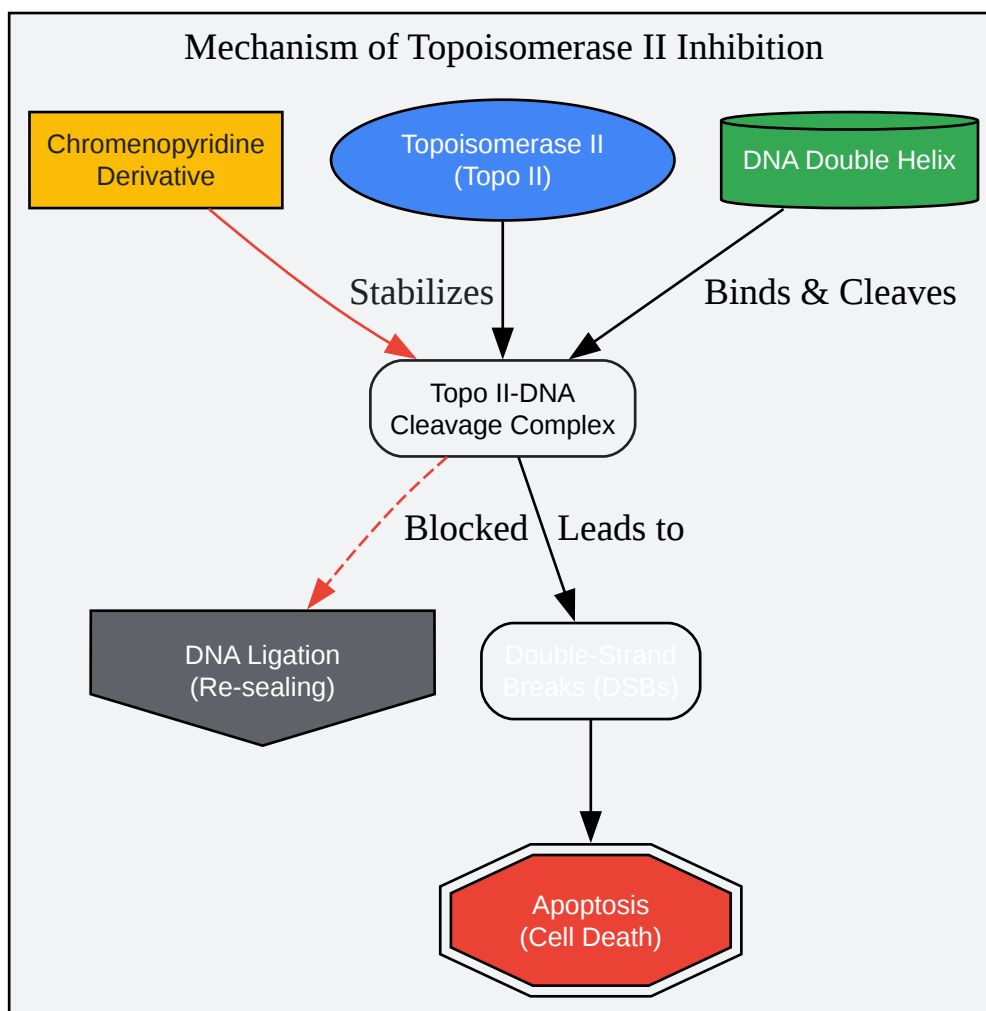 Mechanism of Topoisomerase II Inhibition
Chromenopyridine
Derivative
Topoisomerase II
(Topo II)
DNA Double Helix
Stabilizes
Binds & Cleaves
Topo II-DNA
Cleavage Complex
Blocked
Leads to
DNA Ligation
(Re-sealing)
Double-Strand
Breaks (DSBs)
Apoptosis
(Cell Death)